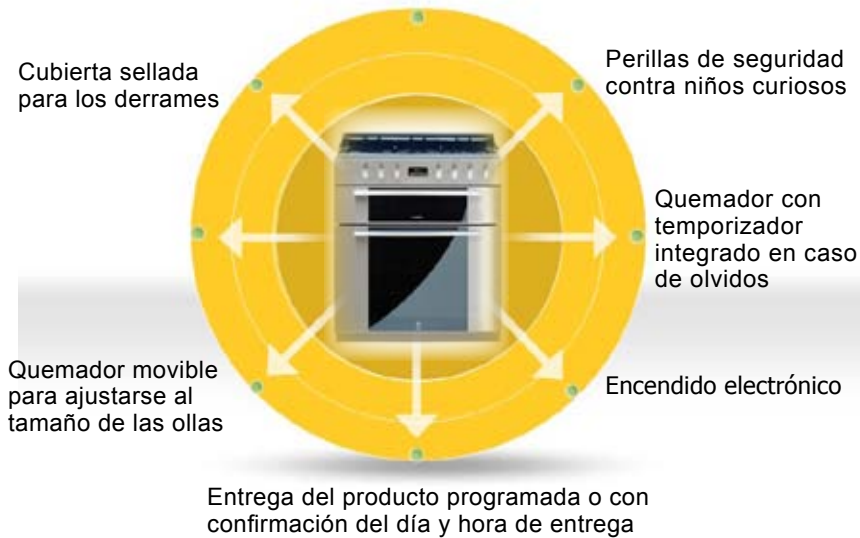 Cubierta sellada
para los derrames
Perillas de seguridad
contra niños curiosos
Quemador con
temporizador
integrado en caso
de olvidos
Quemador movible
para ajustarse al
tamaño de las ollas
Encendido electrónico
Entrega del producto programada o con
confirmación del día y hora de entrega